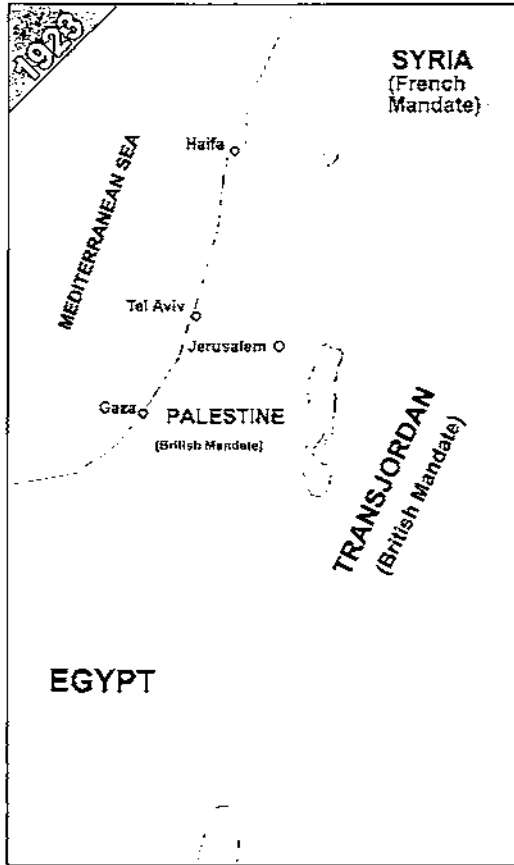 1923
SYRIA
(French
Mandate)
Haifa
MEDITERRANEAN SEA
Tel Aviv
Jerusalem
Gaza
PALESTINE
(British Mandate)
TRANSJORDAN
(British Mandate)
EGYPT